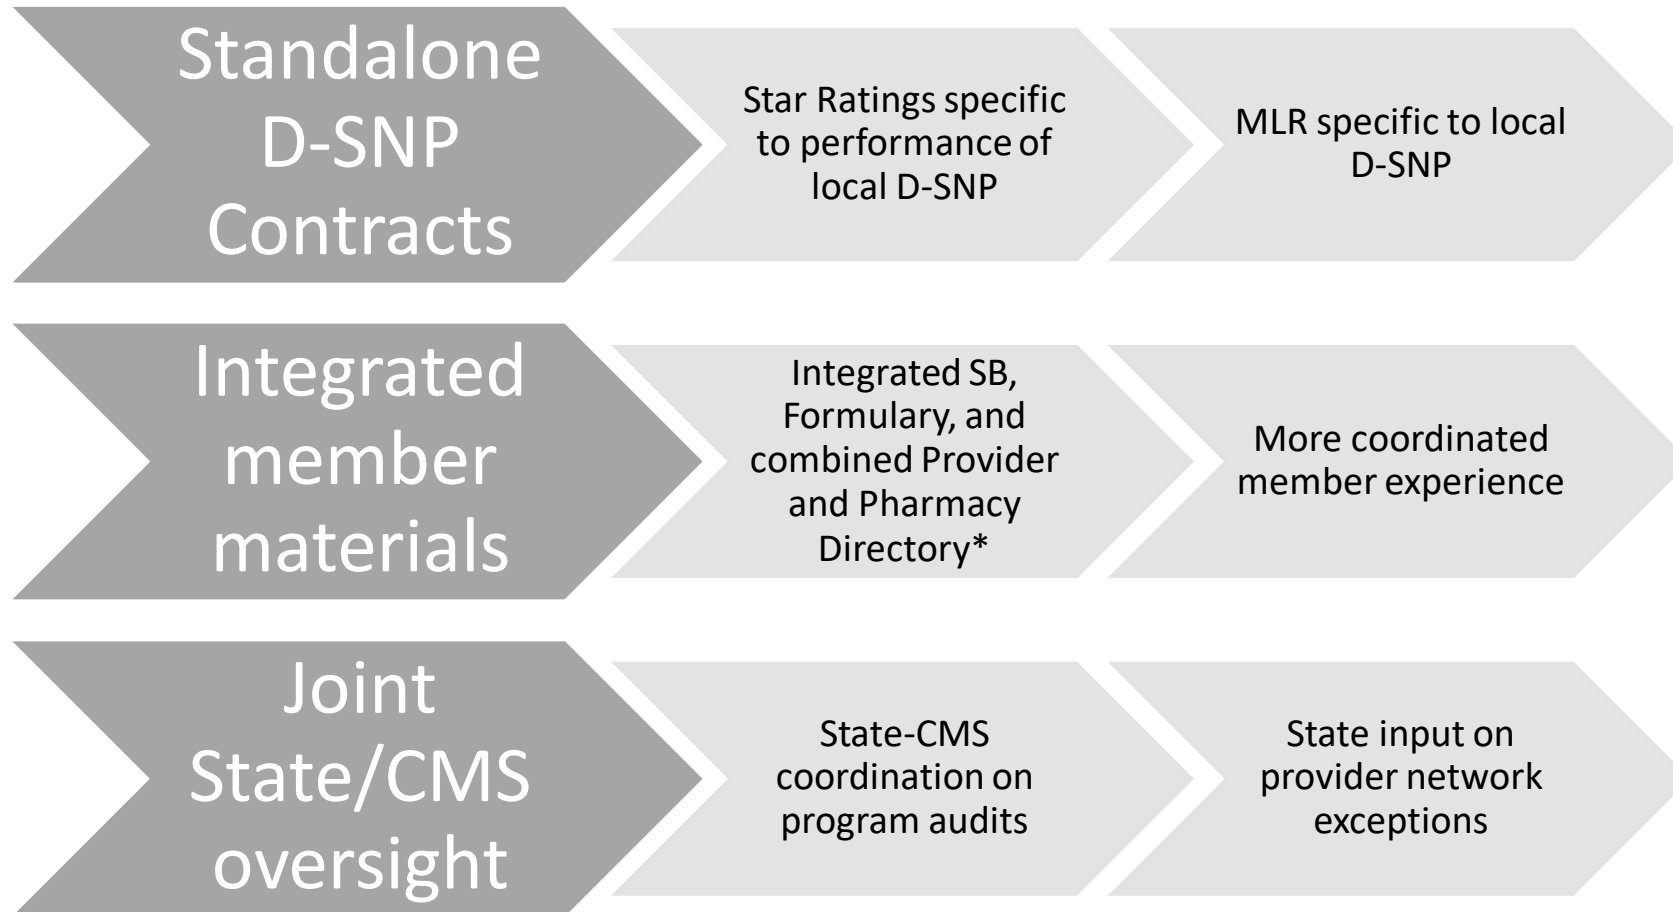 Standalone
D-SNP
Contracts
Star Ratings specific
to performance of
local D-SNP
MLR specific to local
D-SNP
Integrated
member
materials
Integrated SB,
Formulary, and
combined Provider
and Pharmacy
Directory*
More coordinated
member experience
Joint
State/CMS
oversight
State-CMS
coordination on
program audits
State input on
provider network
exceptions